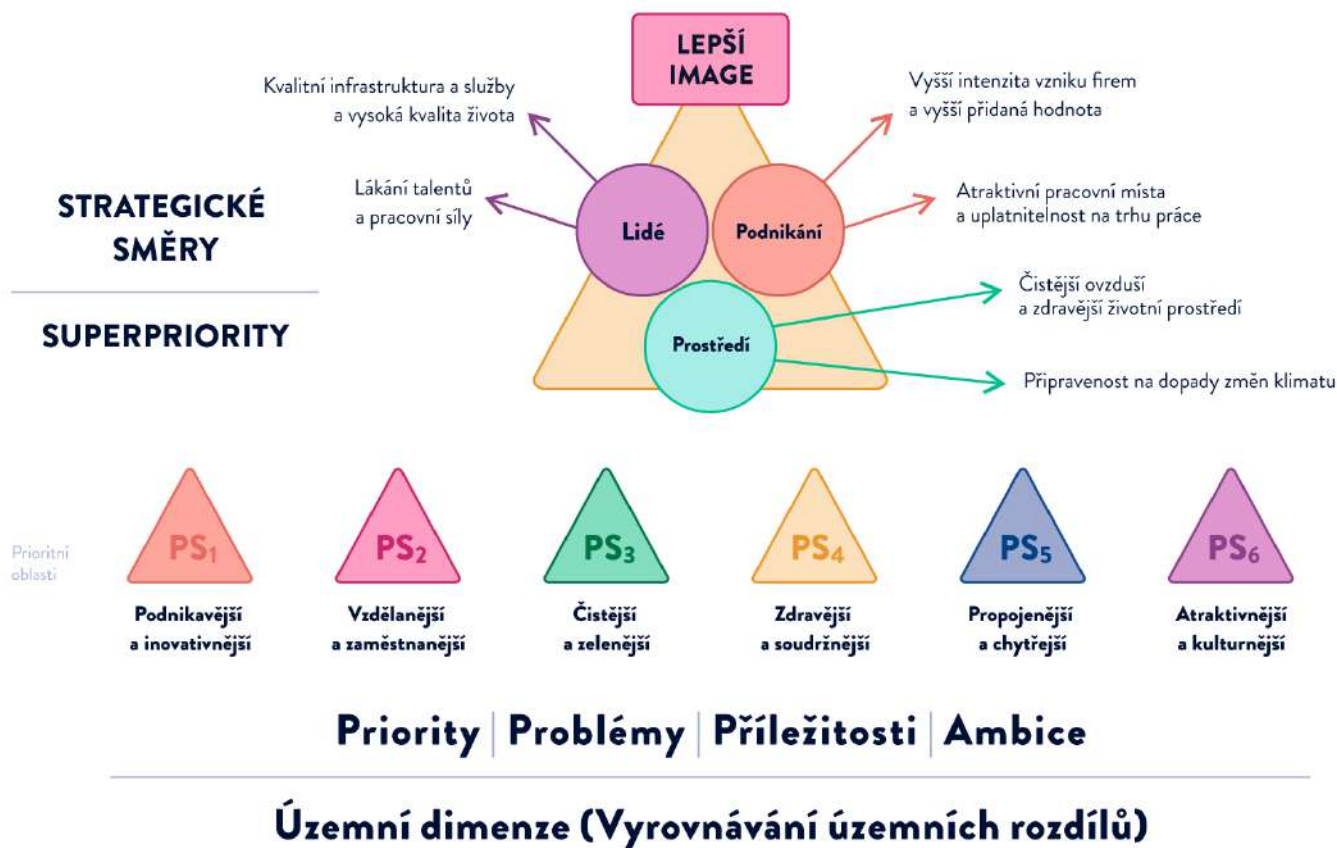 LEPŠÍ
IMAGE
Kvalitní infrastruktura a služby
a vysoká kvalita života
Vyšší intenzita vzniku firem
a vyšší přidaná hodnota
STRATEGICKÉ
SMĚRY
Lákání talentů
a pracovní síly
Lidé
Podnikání
Atraktivní pracovní místa
a uplatnitelnost na trhu práce
SUPERPRIORITY
Prostředí
Čistější ovzduší
a zdravější životní prostředí
Připravenost na dopady změn klimatu
Prioritní
oblasti
PS₁
PS₂
PS₃
PS₄
PS₅
PS₆
Podnikavější
a inovativnější
Vzdělanější
a zaměstnanější
Čistější
a zelenější
Zdravější
a soudržnější
Propojenější
a chytřejší
Atraktivnější
a kulturnější
Priority | Problémy | Příležitosti | Ambice
Územní dimenze (Vyrovnávání územních rozdílů)